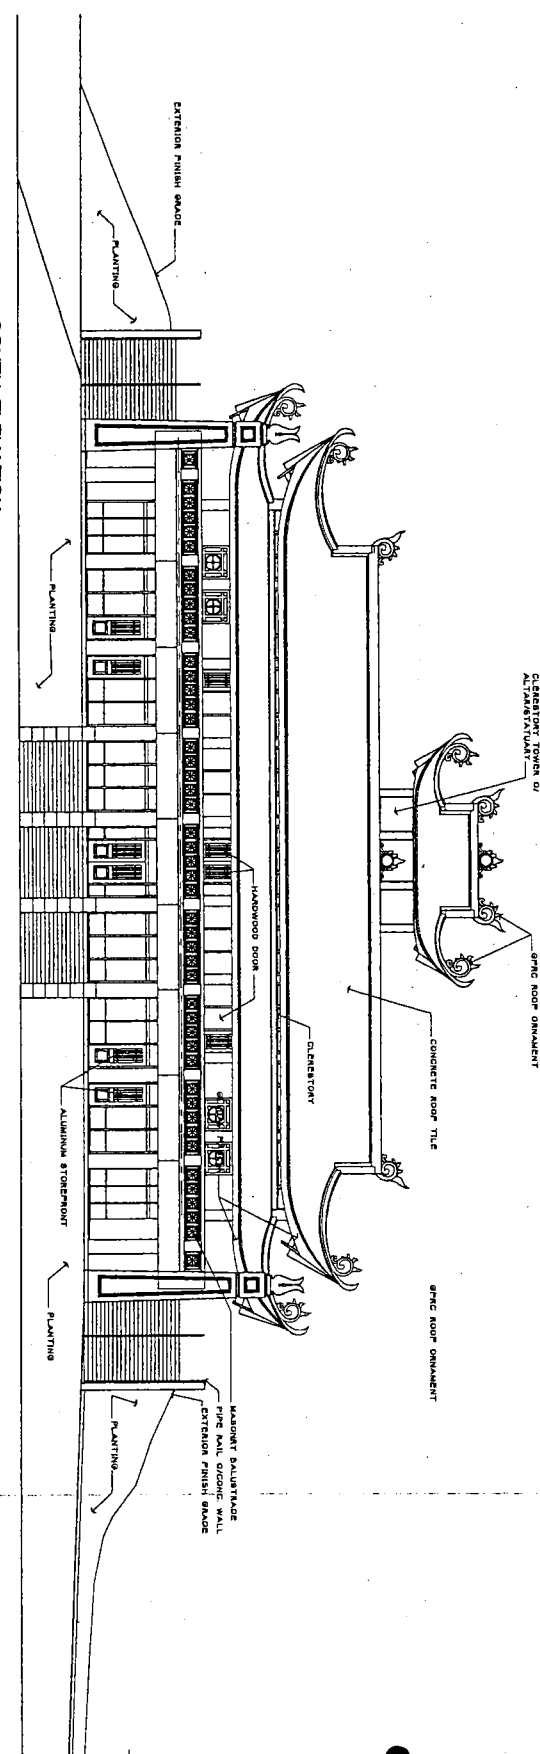 CLERESTORY TOWER O/
ALTAR/STATUARY
GFRC ROOF ORNAMENT
CONCRETE ROOF TILE
GFRC ROOF ORNAMENT
EXTERIOR FINISH GRADE
PLANTING
HARDWOOD DOOR
CLERESTORY
MASONRY BALUSTRADE
PIPE RAIL O/CONC. WALL
EXTERIOR FINISH GRADE
PLANTING
PLANTING
ALUMINUM STOREFRONT
PLANTING